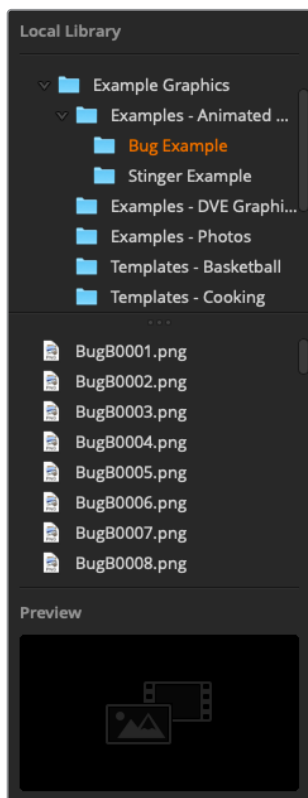 Local Library
Example Graphics
Examples - Animated ...
Bug Example
Stinger Example
Examples - DVE Graphi...
Examples - Photos
Templates - Basketball
Templates - Cooking
BugB0001.png
BugB0002.png
BugB0003.png
BugB0004.png
BugB0005.png
BugB0006.png
BugB0007.png
BugB0008.png
Preview